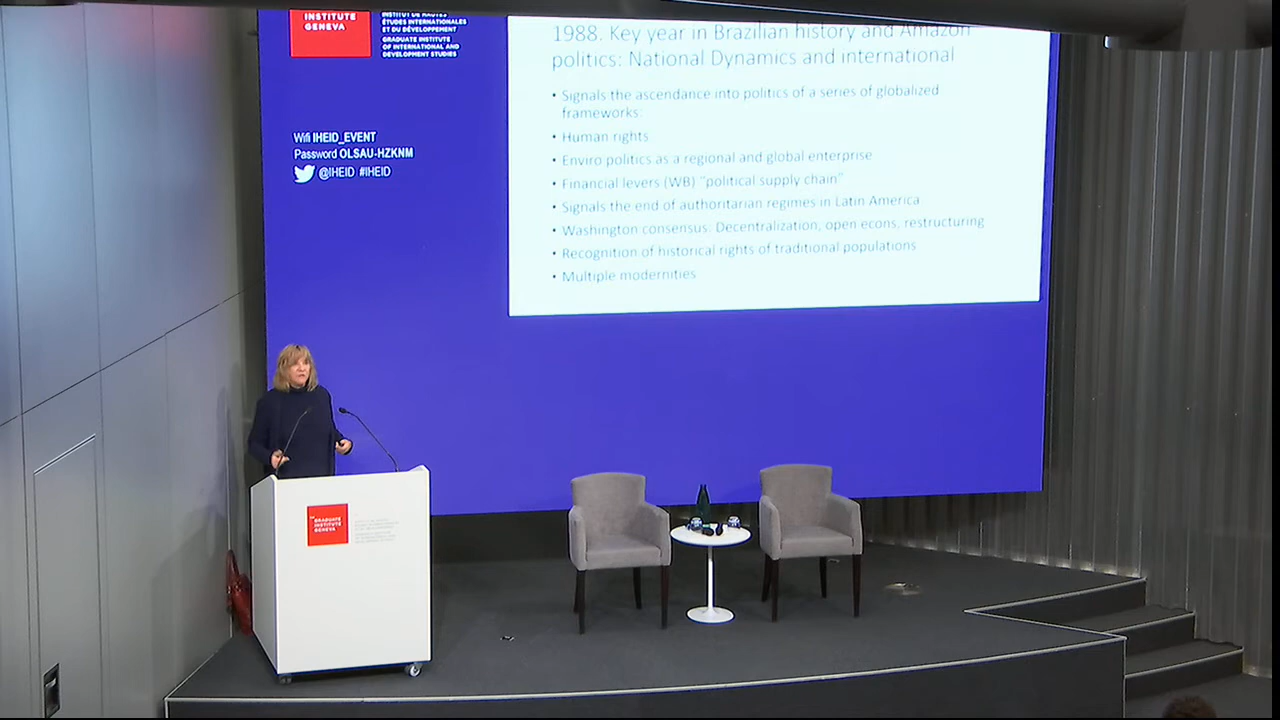 INSTITUTE
GENEVA
INSTITUT DE HAUTES
ÉTUDES INTERNATIONALES
ET DU DÉVELOPPEMENT
GRADUATE INSTITUTE
OF INTERNATIONAL AND
DEVELOPMENT STUDIES
Wifi IHEID_EVENT
Password OLSAU-HZKNM
@IHEID #IHEID
1988. Key year in Brazilian history and Amazon
politics: National Dynamics and international
• Signals the ascendance into politics of a series of globalized
frameworks:
• Human rights
• Enviro politics as a regional and global enterprise
• Financial levers (WB) "political supply chain"
• Signals the end of authoritarian regimes in Latin America
• Washington consensus: Decentralization, open econs, restructuring
• Recognition of historical rights of traditional populations
• Multiple modernities
GRADUATE
INSTITUTE
GENEVA